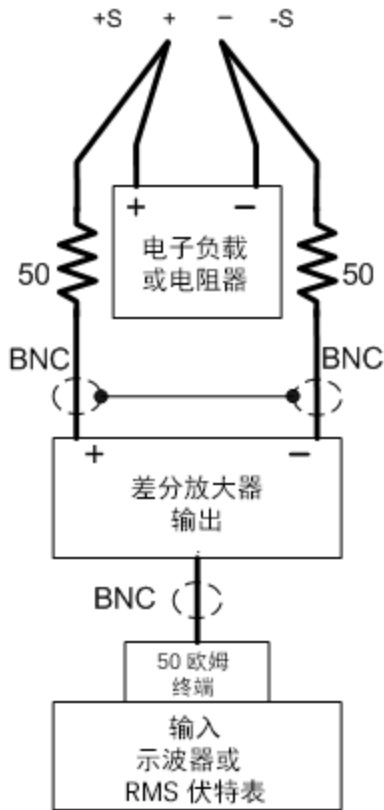 +S + − -S
+ −
电子负载
或电阻器
50 50
BNC BNC
+ −
差分放大器
输出
BNC
50 欧姆
终端
输入
示波器或
RMS 伏特表